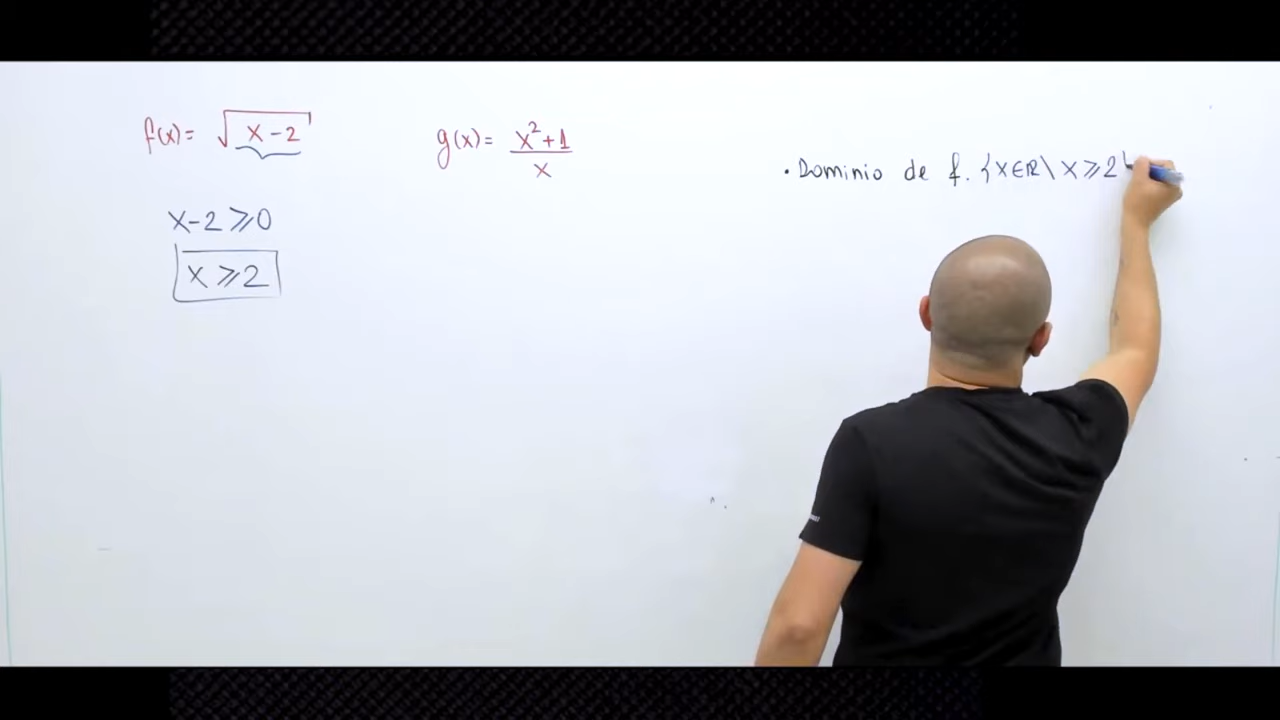 f(x) = √x - 2
g(x) = x² + 1 / x
• Dominio de f. {x ∈ ℝ \ x ⩾ 2
x - 2 ⩾ 0
x ⩾ 2